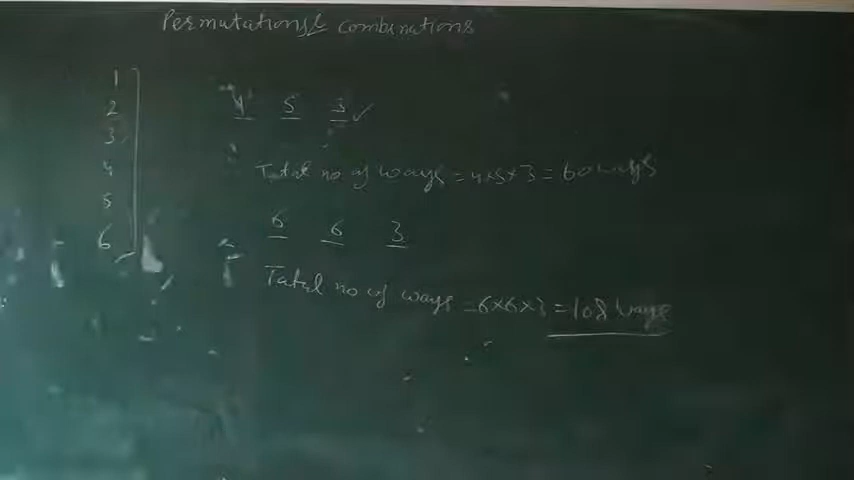 Permutations & combinations
1
2
3
4
5
6
4 5 3 ✓
Total no of ways = 4×5×3 = 60 ways
6 6 3
Total no of ways = 6×6×3 = 108 ways